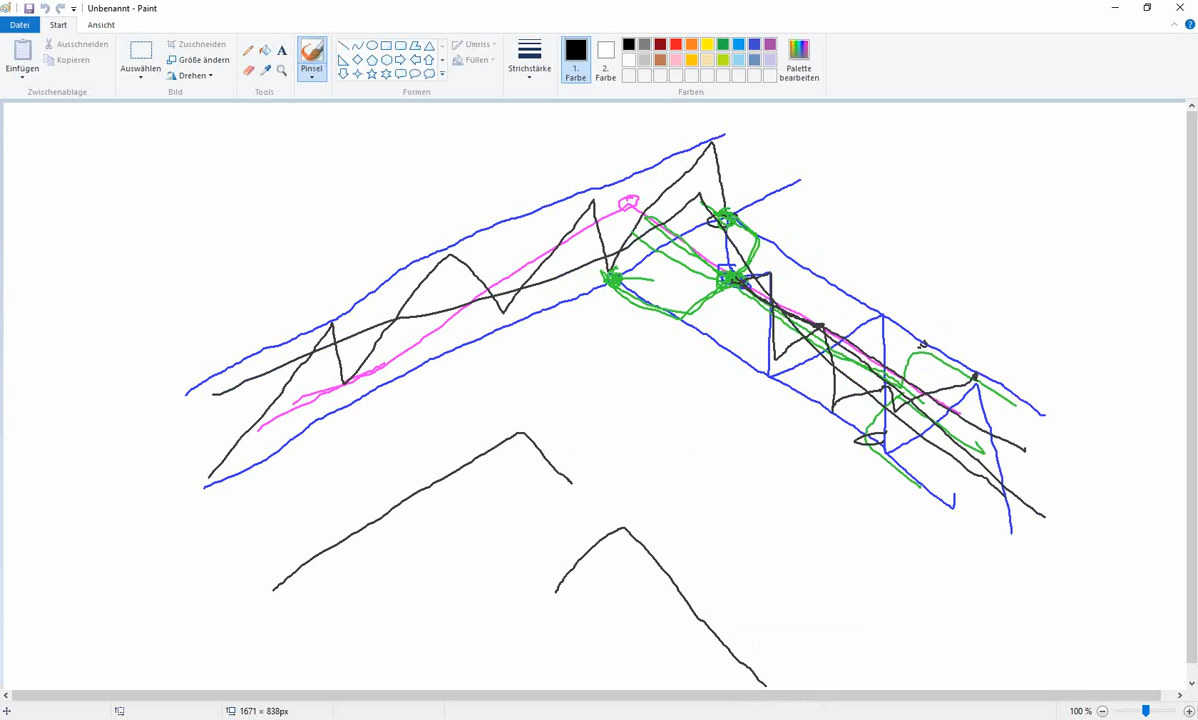 Unbenannt - Paint
Datei Start Ansicht
Einfügen
Ausschneiden
Kopieren
Zwischenablage
Auswählen
Zuschneiden
Größe ändern
Drehen
Bild
A
Tools
Pinsel
Umriss
Füllen
Formen
Strichstärke
1. Farbe
2. Farbe
Palette bearbeiten
Farben
1671 × 838px
100 %